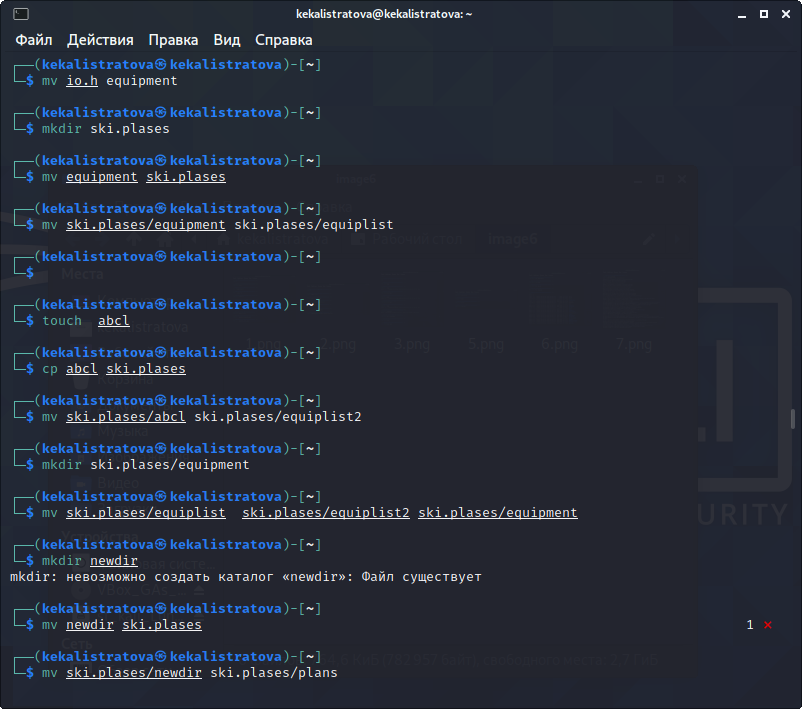 kekalistratova@kekalistratova: ~
Файл Действия Правка Вид Справка
┌──(kekalistratova㉿kekalistratova)-[~]
└─$ mv io.h equipment
┌──(kekalistratova㉿kekalistratova)-[~]
└─$ mkdir ski.plases
┌──(kekalistratova㉿kekalistratova)-[~]
└─$ mv equipment ski.plases
┌──(kekalistratova㉿kekalistratova)-[~]
└─$ mv ski.plases/equipment ski.plases/equiplist
┌──(kekalistratova㉿kekalistratova)-[~]
└─$
┌──(kekalistratova㉿kekalistratova)-[~]
└─$ touch abcl
┌──(kekalistratova㉿kekalistratova)-[~]
└─$ cp abcl ski.plases
┌──(kekalistratova㉿kekalistratova)-[~]
└─$ mv ski.plases/abcl ski.plases/equiplist2
┌──(kekalistratova㉿kekalistratova)-[~]
└─$ mkdir ski.plases/equipment
┌──(kekalistratova㉿kekalistratova)-[~]
└─$ mv ski.plases/equiplist ski.plases/equiplist2 ski.plases/equipment
┌──(kekalistratova㉿kekalistratova)-[~]
└─$ mkdir newdir
mkdir: невозможно создать каталог «newdir»: Файл существует
┌──(kekalistratova㉿kekalistratova)-[~]
└─$ mv newdir ski.plases 1 ⨯
┌──(kekalistratova㉿kekalistratova)-[~]
└─$ mv ski.plases/newdir ski.plases/plans